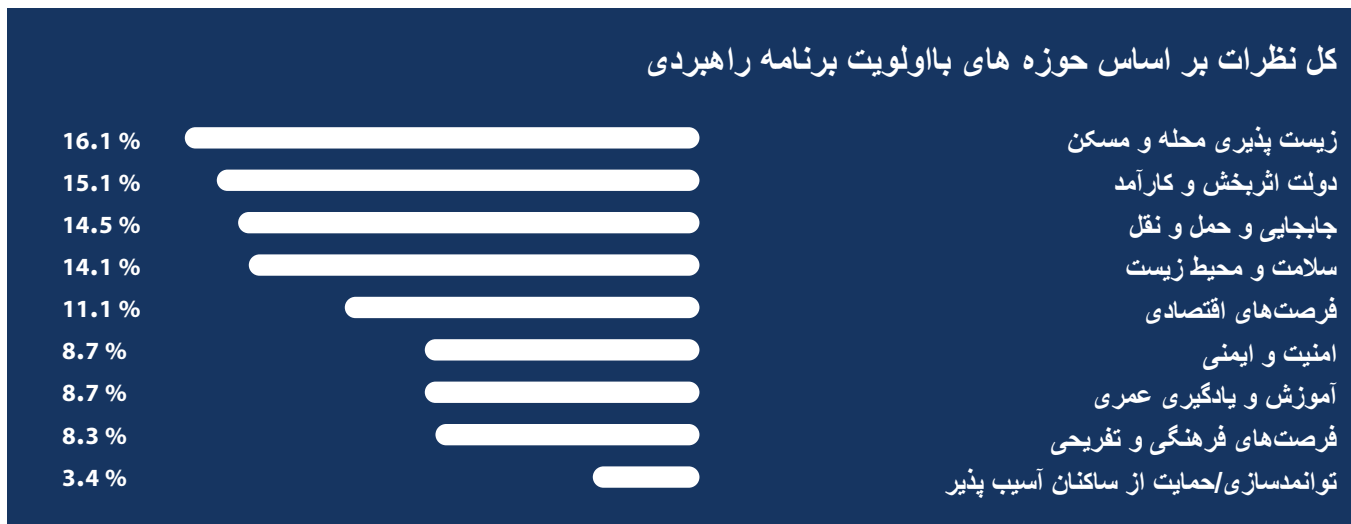 کل نظرات بر اساس حوزه های بااولویت برنامه راهبردی
زیست پذیری محله و مسکن 16.1 %
دولت اثربخش و کارآمد 15.1 %
جابجایی و حمل و نقل 14.5 %
سلامت و محیط زیست 14.1 %
فرصت‌های اقتصادی 11.1 %
امنیت و ایمنی 8.7 %
آموزش و یادگیری عمری 8.7 %
فرصت‌های فرهنگی و تفریحی 8.3 %
توانمدسازی/حمایت از ساکنان آسیب پذیر 3.4 %